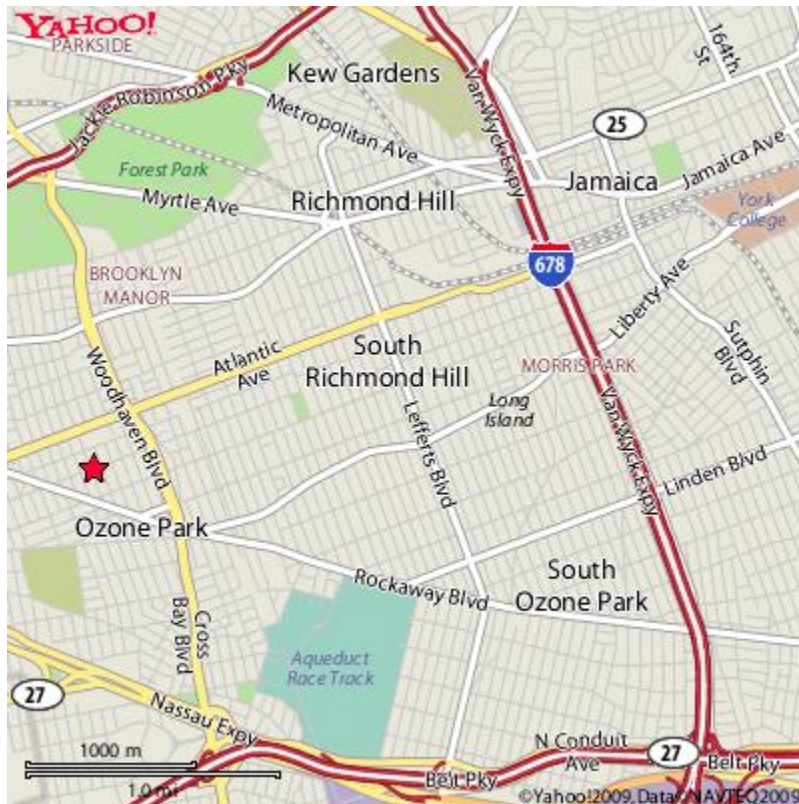 YAHOO!
PARKSIDE
164th
St
Kew Gardens
Jackie Robinson Pky
Van Wyck Expy
Metropolitan Ave
25
Forest Park
Jamaica Ave
Jamaica
Myrtle Ave
Richmond Hill
York
College
678
BROOKLYN
MANOR
Liberty Ave
Sutphin
Blvd
Atlantic
Ave
South
Richmond Hill
MORRIS PARK
Woodhaven Blvd
Long
Island
Lefferts Blvd
Van Wyck Expy
Linden Blvd
Ozone Park
Rockaway Blvd
South
Ozone Park
Cross
Bay Blvd
Aqueduct
Race Track
27
Nassau Expy
1000 m
1.0 mi
N Conduit
Ave
27
Belt Pky
Belt Pky
©Yahoo!2009, Data©NAVTEQ2009